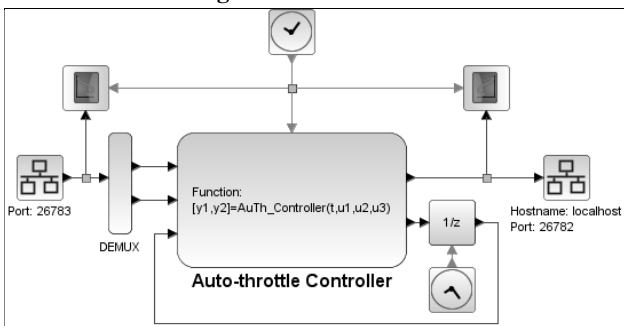 Function:
[y1,y2]=AuTh_Controller(t,u1,u2,u3)
Port: 26783
DEMUX
1/z
Hostname: localhost
Port: 26782
Auto-throttle Controller